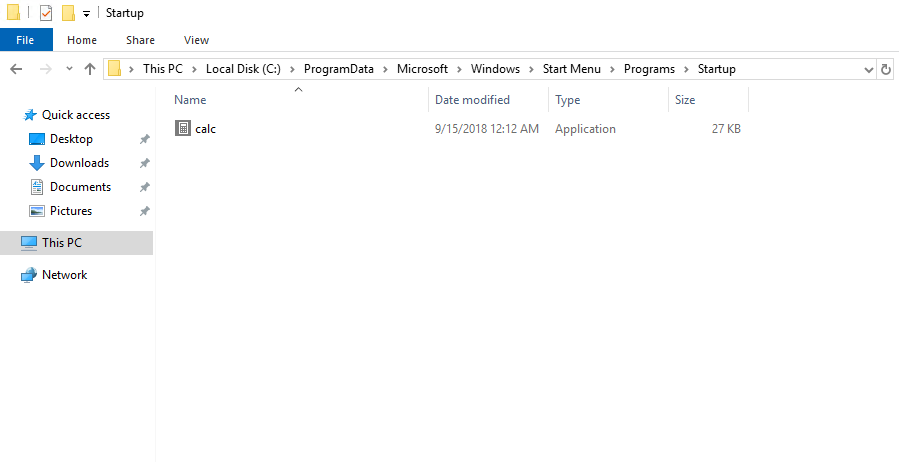 Startup
File Home Share View
This PC Local Disk (C:) ProgramData Microsoft Windows Start Menu Programs Startup
Name Date modified Type Size
Quick access
calc 9/15/2018 12:12 AM Application 27 KB
Desktop
Downloads
Documents
Pictures
This PC
Network